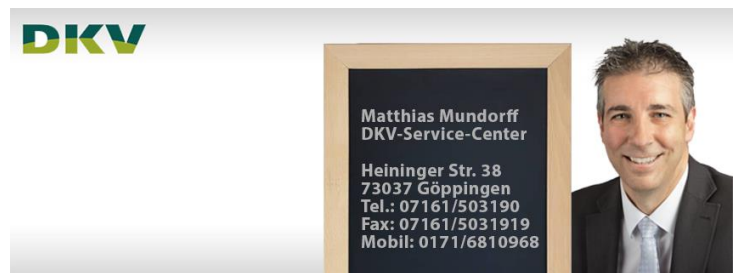 DKV
Matthias Mundorff
DKV-Service-Center
Heininger Str. 38
73037 Göppingen
Tel.: 07161/503190
Fax: 07161/5031919
Mobil: 0171/6810968